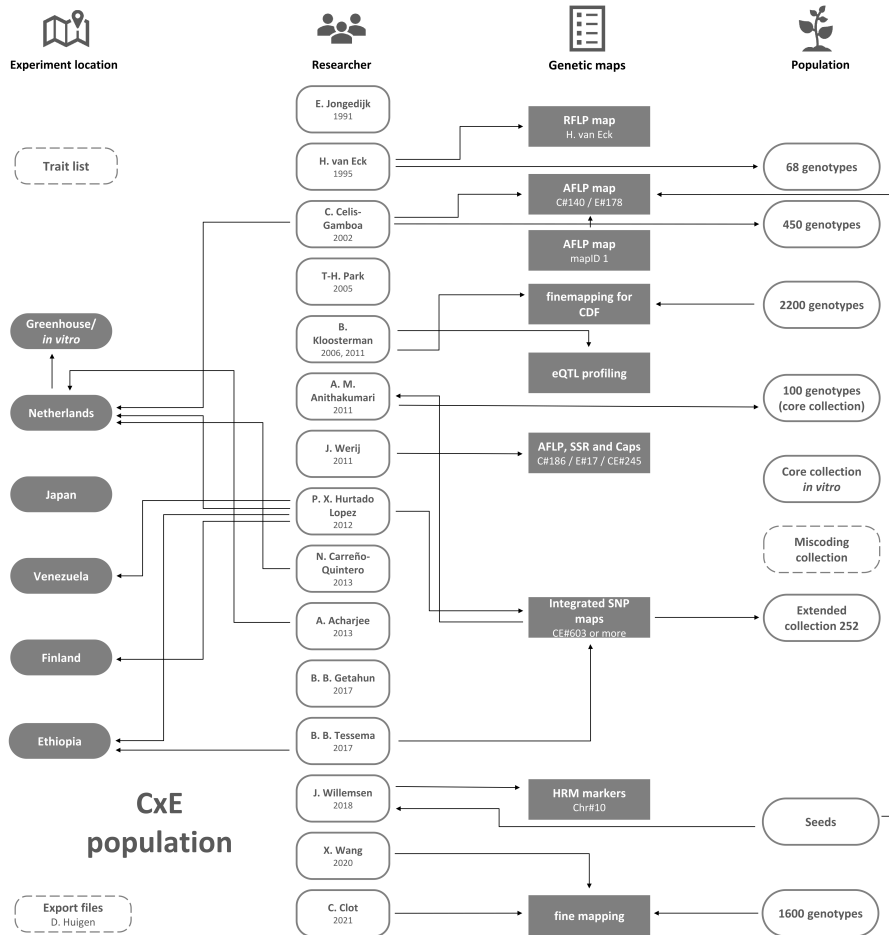 Experiment location
Researcher
Genetic maps
Population
Trait list
Greenhouse/
in vitro
Netherlands
Japan
Venezuela
Finland
Ethiopia
CxE
population
Export files
D. Huigen
E. Jongedijk
1991
H. van Eck
1995
C. Celis-
Gamboa
2002
T-H. Park
2005
B.
Kloosterman
2006, 2011
A. M.
Anithakumari
2011
J. Werij
2011
P. X. Hurtado
Lopez
2012
N. Carreño-
Quintero
2013
A. Acharjee
2013
B. B. Getahun
2017
B. B. Tessema
2017
J. Willemsen
2018
X. Wang
2020
C. Clot
2021
RFLP map
H. van Eck
AFLP map
C#140 / E#178
AFLP map
mapID 1
finemapping for
CDF
eQTL profiling
AFLP, SSR and Caps
C#186 / E#17 / CE#245
Integrated SNP
maps
CE#603 or more
HRM markers
Chr#10
fine mapping
68 genotypes
450 genotypes
2200 genotypes
100 genotypes
(core collection)
Core collection
in vitro
Miscoding
collection
Extended
collection 252
Seeds
1600 genotypes